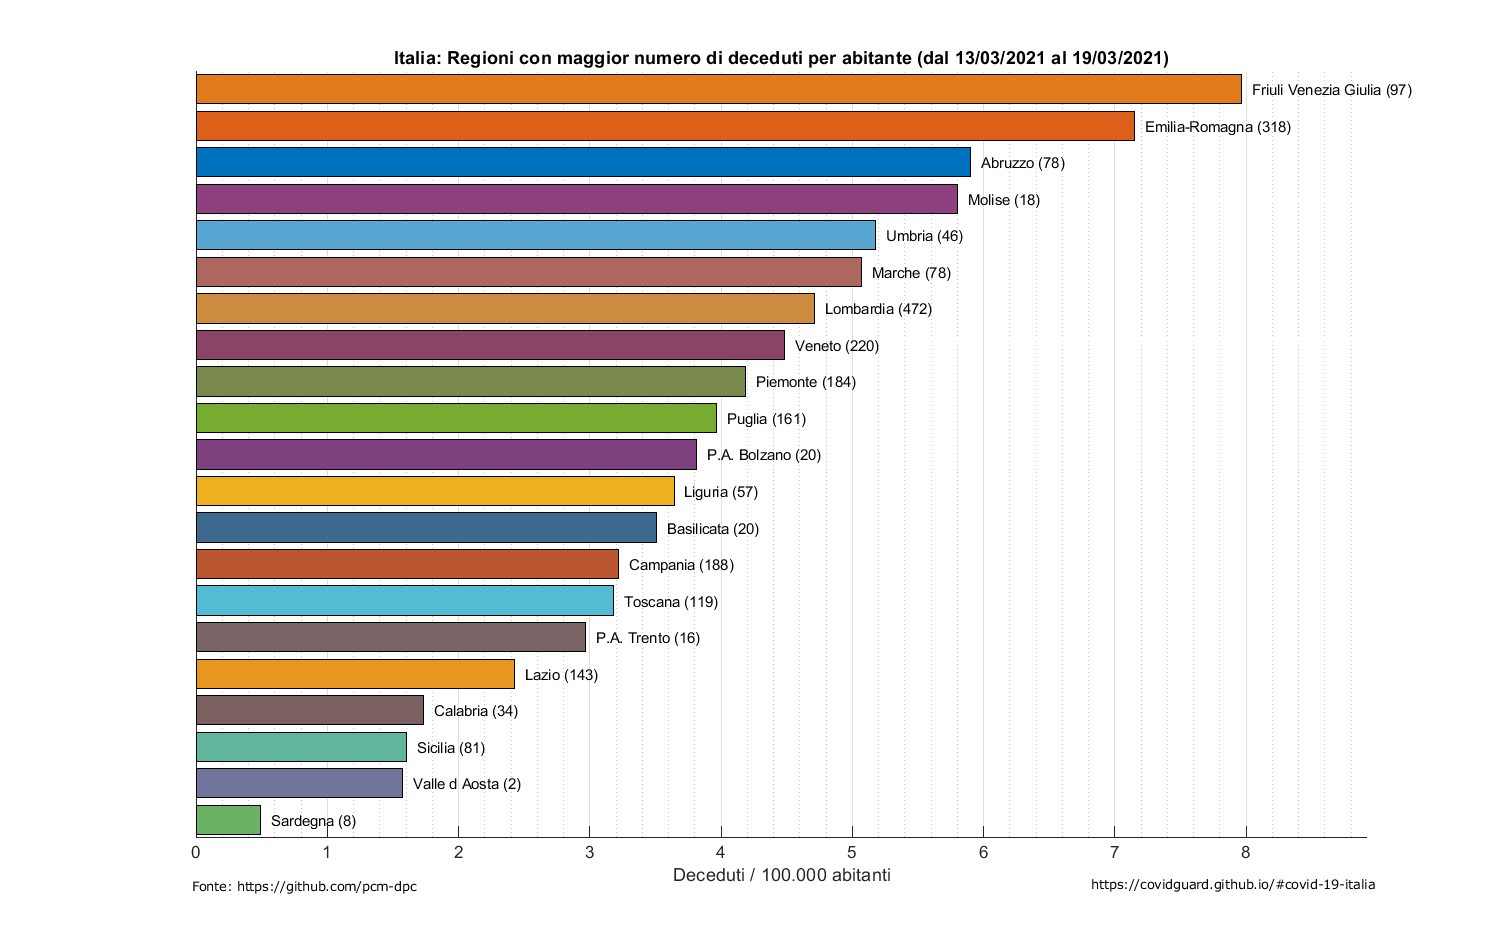 Italia: Regioni con maggior numero di deceduti per abitante (dal 13/03/2021 al 19/03/2021)
Friuli Venezia Giulia (97)
Emilia-Romagna (318)
Abruzzo (78)
Molise (18)
Umbria (46)
Marche (78)
Lombardia (472)
Veneto (220)
Piemonte (184)
Puglia (161)
P.A. Bolzano (20)
Liguria (57)
Basilicata (20)
Campania (188)
Toscana (119)
P.A. Trento (16)
Lazio (143)
Calabria (34)
Sicilia (81)
Valle d Aosta (2)
Sardegna (8)
0 1 2 3 4 5 6 7 8
Deceduti / 100.000 abitanti
Fonte: https://github.com/pcm-dpc
https://covidguard.github.io/#covid-19-italia